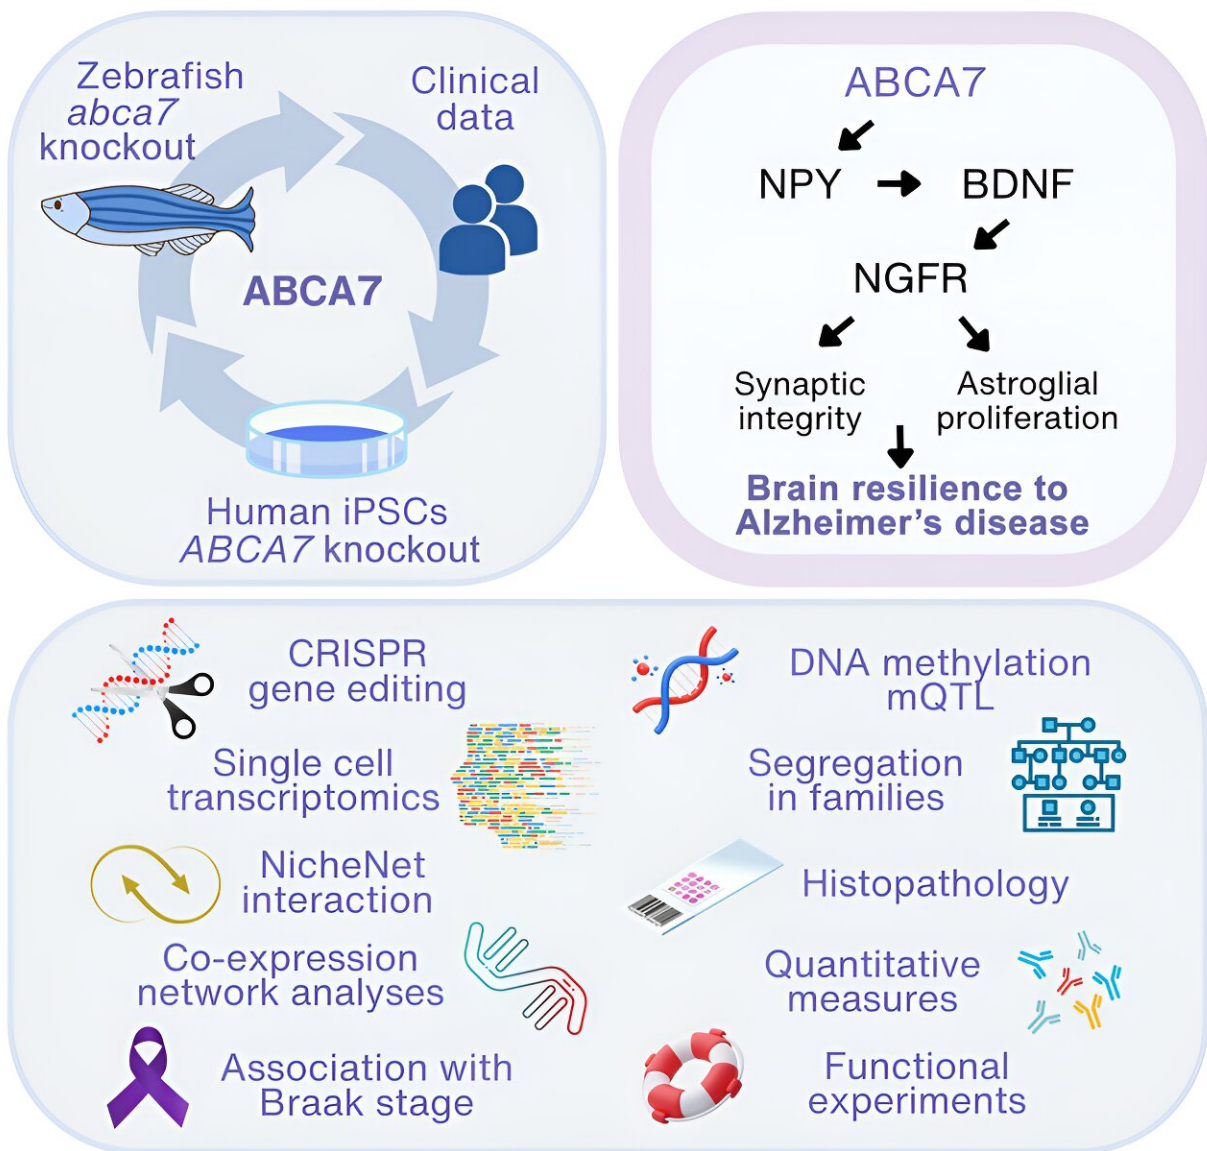 Zebrafish
abca7
knockout
Clinical
data
ABCA7
Human iPSCs
ABCA7 knockout
ABCA7
NPY
BDNF
NGFR
Synaptic
integrity
Astroglial
proliferation
Brain resilience to
Alzheimer's disease
CRISPR
gene editing
DNA methylation
mQTL
Single cell
transcriptomics
Segregation
in families
NicheNet
interaction
Histopathology
Co-expression
network analyses
Quantitative
measures
Association with
Braak stage
Functional
experiments